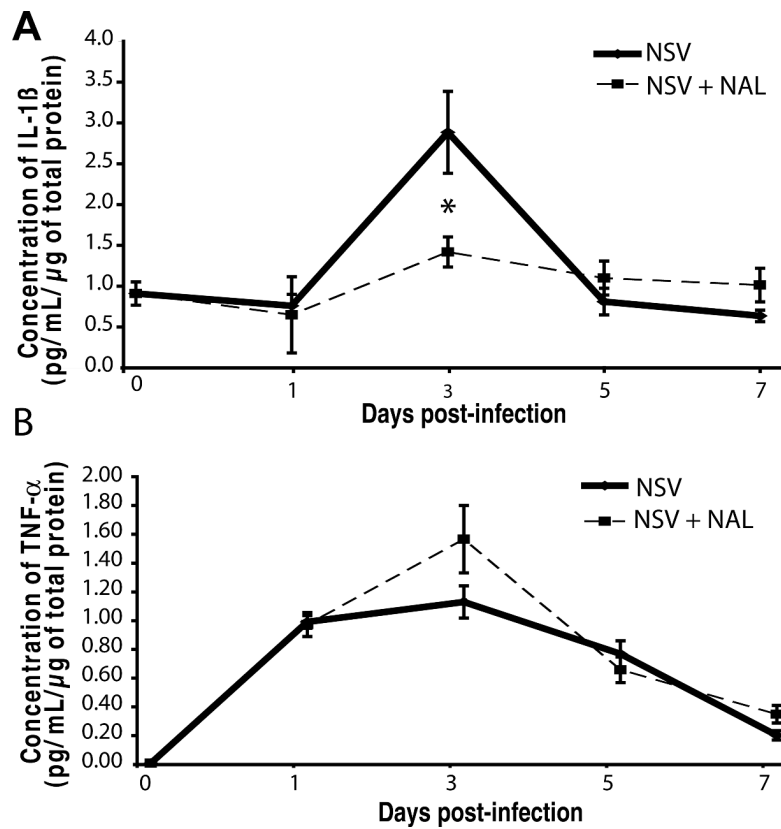 A
4.0
3.5
3.0
2.5
2.0
1.5
1.0
0.5
0.0
Concentration of IL-1ß
(pg/mL/µg of total protein)
NSV
NSV + NAL
*
0
1
3
5
7
Days post-infection
B
2.00
1.80
1.60
1.40
1.20
1.00
0.80
0.60
0.40
0.20
0.00
Concentration of TNF-α
(pg/mL/µg of total protein)
NSV
NSV + NAL
0
1
3
5
7
Days post-infection